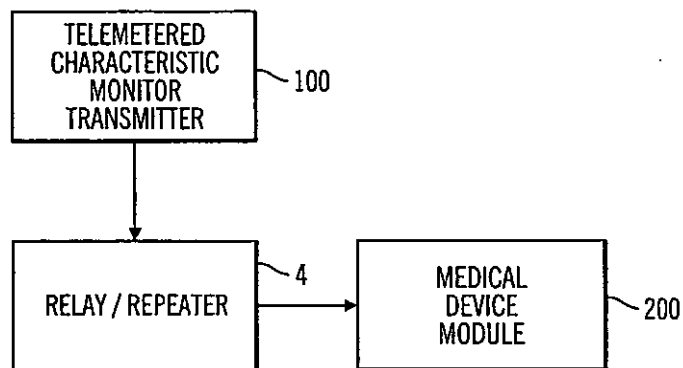 TELEMETERED
CHARACTERISTIC
MONITOR
TRANSMITTER
100
RELAY / REPEATER
4
MEDICAL
DEVICE
MODULE
200